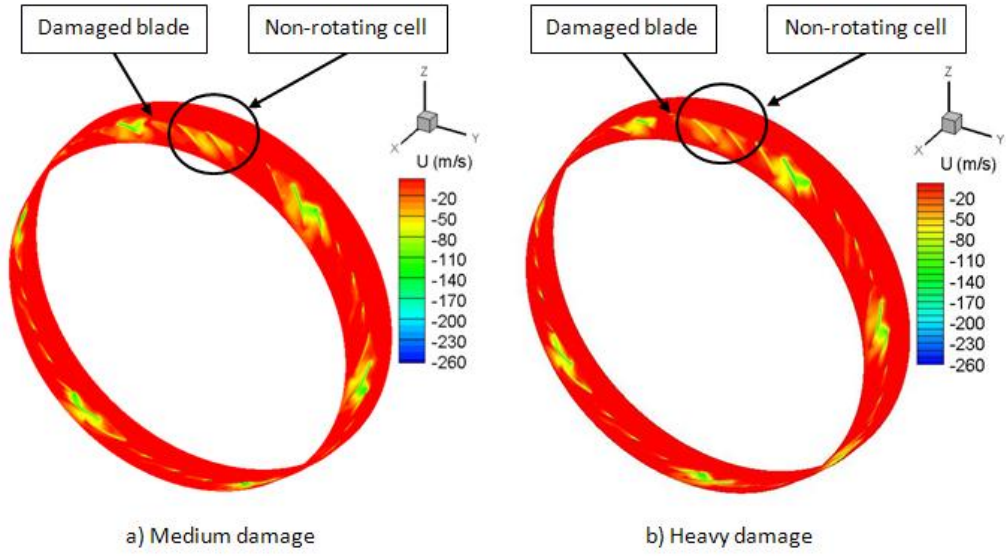 Damaged blade
Non-rotating cell
Z
X
Y
U (m/s)
-20
-50
-80
-110
-140
-170
-200
-230
-260
a) Medium damage
Damaged blade
Non-rotating cell
Z
X
Y
U (m/s)
-20
-50
-80
-110
-140
-170
-200
-230
-260
b) Heavy damage